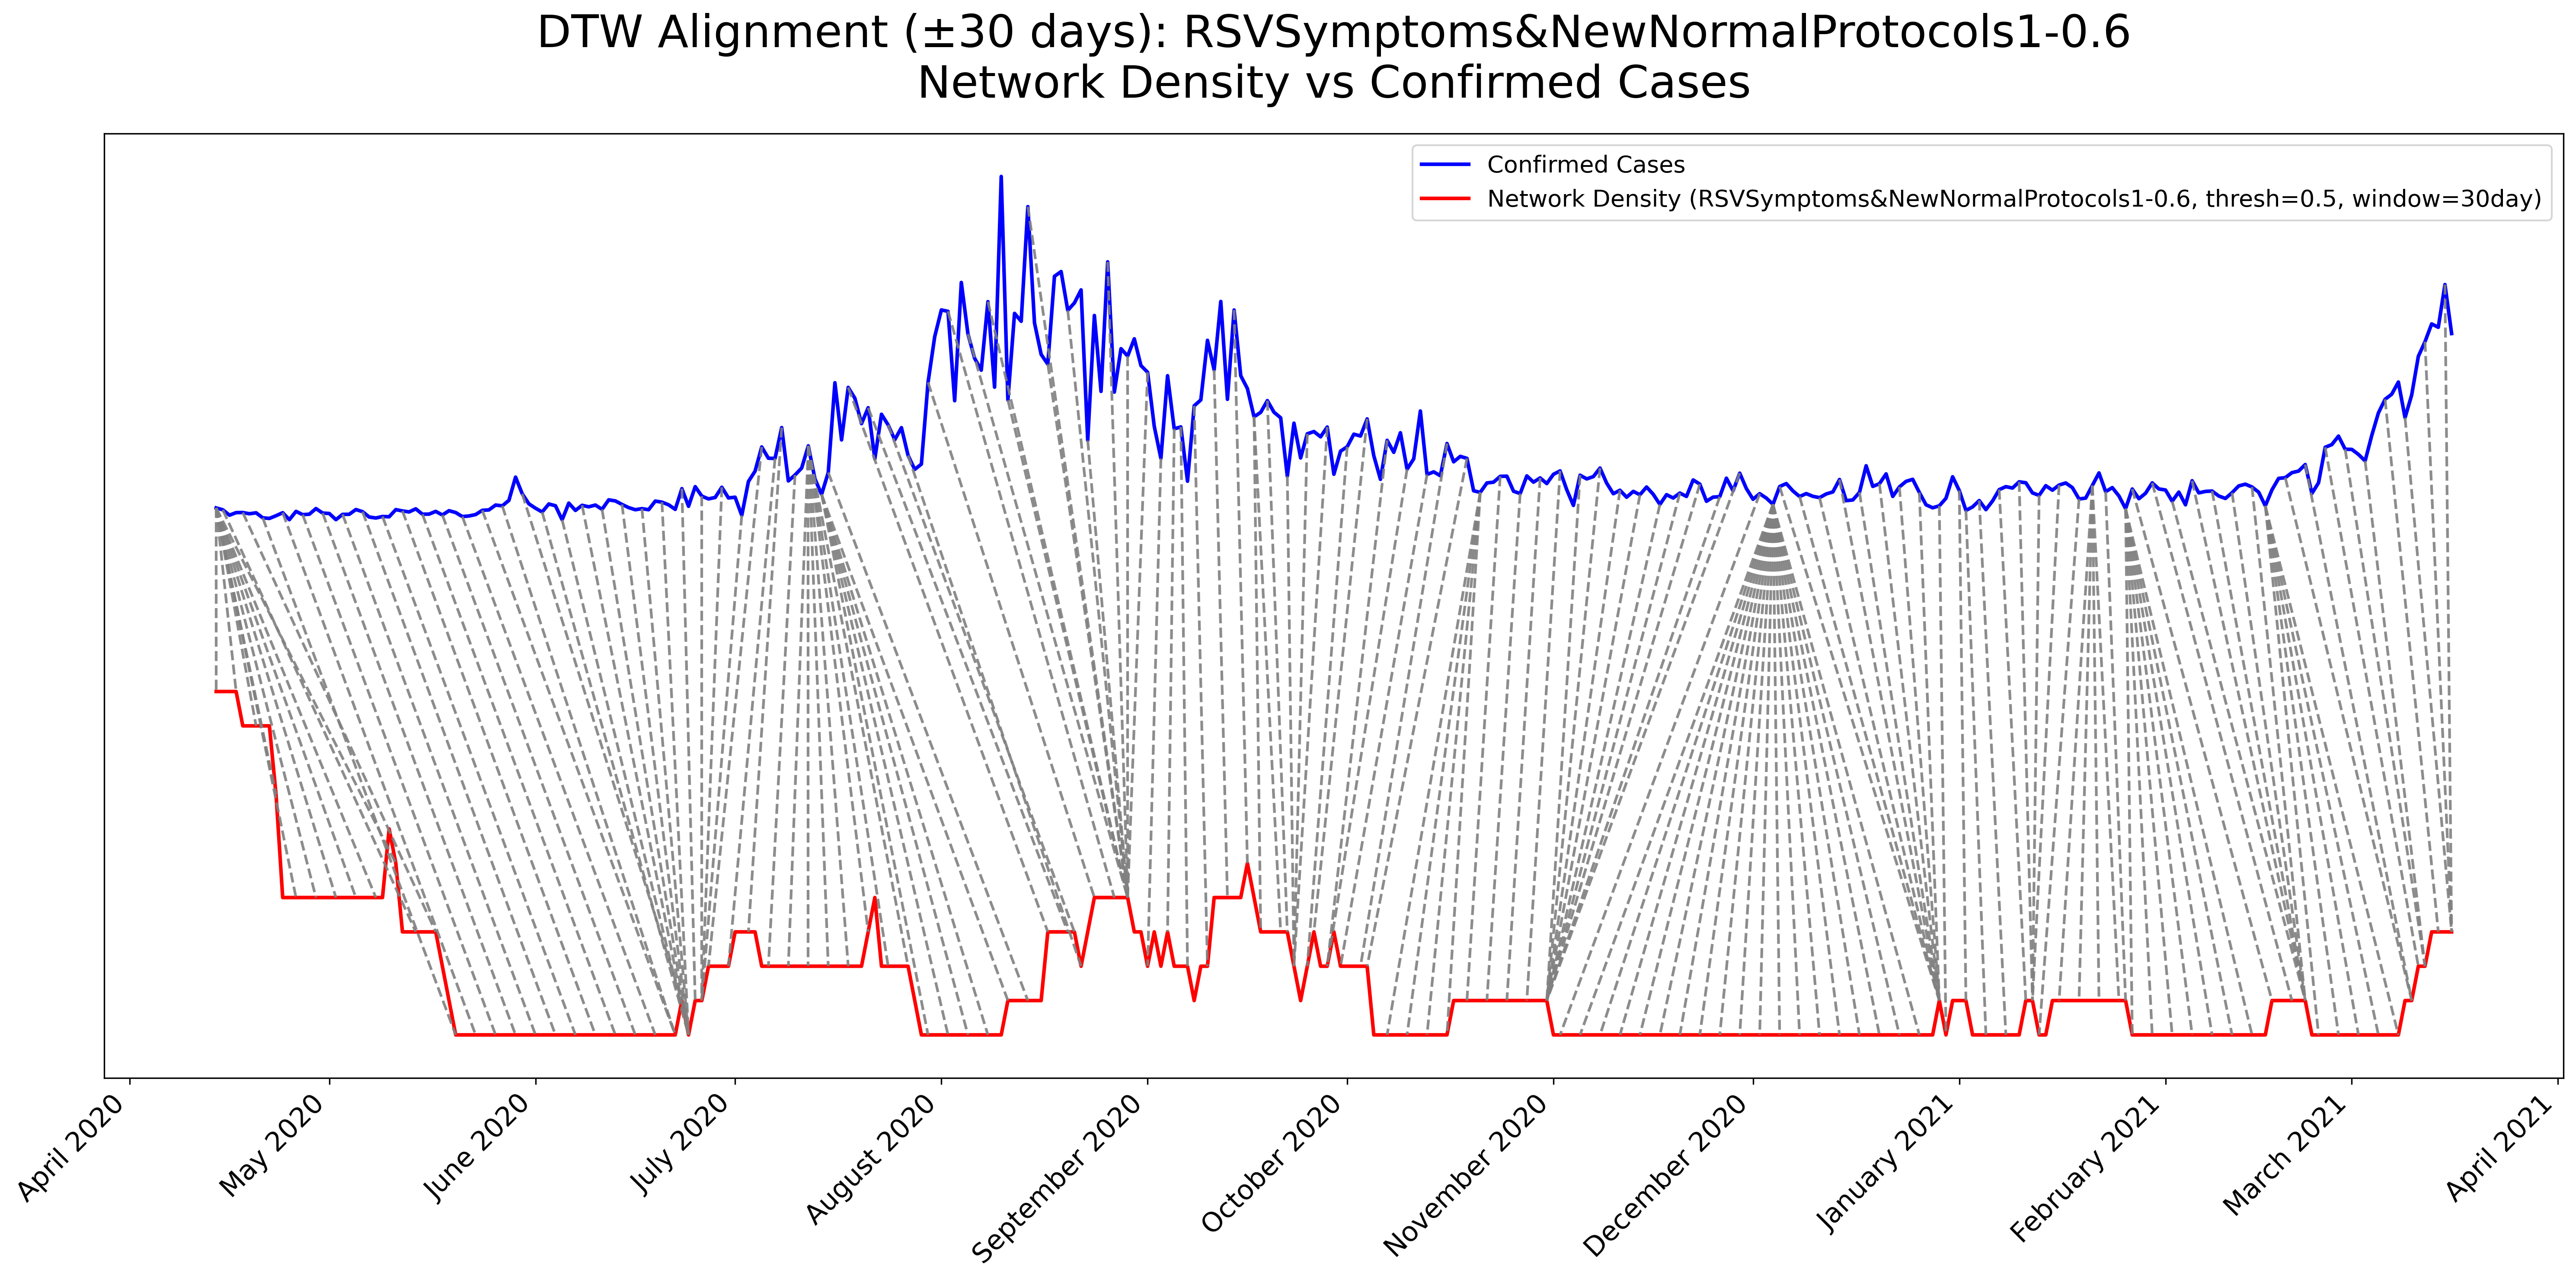 DTW Alignment (±30 days): RSVSymptoms&NewNormalProtocols1-0.6
Network Density vs Confirmed Cases
Confirmed Cases
Network Density (RSVSymptoms&NewNormalProtocols1-0.6, thresh=0.5, window=30day)
April 2020
May 2020
June 2020
July 2020
August 2020
September 2020
October 2020
November 2020
December 2020
January 2021
February 2021
March 2021
April 2021